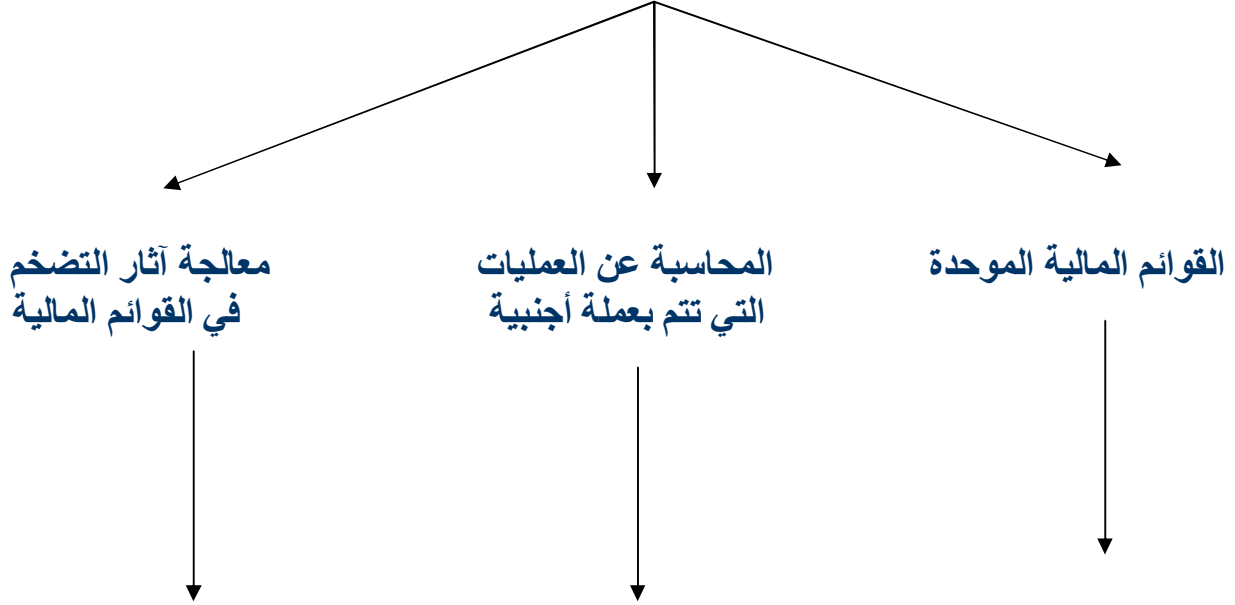 القوائم المالية الموحدة
المحاسبة عن العمليات
التي تتم بعملة أجنبية
معالجة آثار التضخم
في القوائم المالية